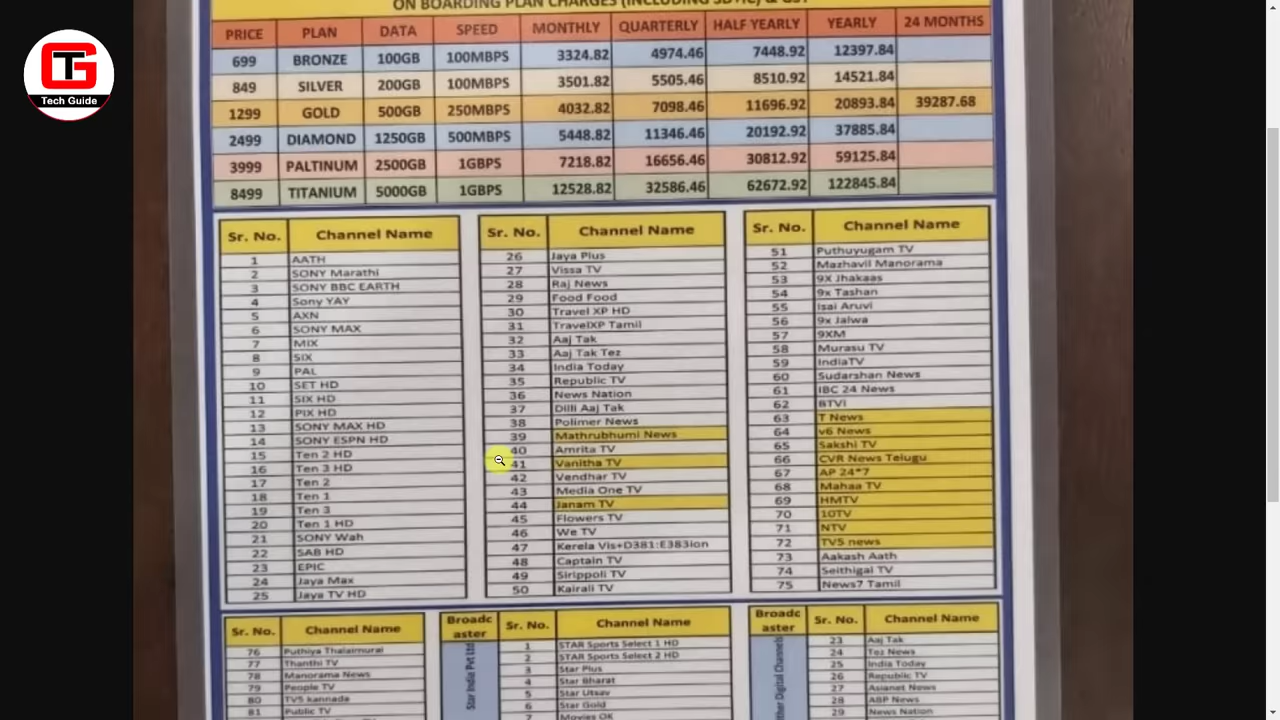 TG
Tech Guide
ON BOARDING PLAN CHARGES (INCLUDING
PRICE PLAN DATA SPEED MONTHLY QUARTERLY HALF YEARLY YEARLY 24 MONTHS
699 BRONZE 100GB 100MBPS 3324.82 4974.46 7448.92 12397.84
849 SILVER 200GB 100MBPS 3501.82 5505.46 8510.92 14521.84
1299 GOLD 500GB 250MBPS 4032.82 7098.46 11696.92 20893.84 39287.68
2499 DIAMOND 1250GB 500MBPS 5448.82 11346.46 20192.92 37885.84
3999 PALTINUM 2500GB 1GBPS 7218.82 16656.46 30812.92 59125.84
8499 TITANIUM 5000GB 1GBPS 12528.82 32586.46 62672.92 122845.84
Sr. No. Channel Name
1 AATH
2 SONY Marathi
3 SONY BBC EARTH
4 Sony YAY
5 AXN
6 SONY MAX
7 MIX
8 SIX
9 PAL
10 SET HD
11 SIX HD
12 PIX HD
13 SONY MAX HD
14 SONY ESPN HD
15 Ten 2 HD
16 Ten 3 HD
17 Ten 2
18 Ten 1
19 Ten 3
20 Ten 1 HD
21 SONY Wah
22 SAB HD
23 EPIC
24 Jaya Max
25 Jaya TV HD
Sr. No. Channel Name
26 Jaya Plus
27 Vissa TV
28 Raj News
29 Food Food
30 Travel XP HD
31 TravelXP Tamil
32 Aaj Tak
33 Aaj Tak Tez
34 India Today
35 Republic TV
36 News Nation
37 Dilli Aaj Tak
38 Polimer News
39 Mathrubhumi News
40 Amrita TV
41 Vanitha TV
42 Vendhar TV
43 Media One TV
44 Janam TV
45 Flowers TV
46 We TV
47 Kerela Vis+D381:E383ion
48 Captain TV
49 Sirippoli TV
50 Kairali TV
Sr. No. Channel Name
51 Puthuyugam TV
52 Mazhavil Manorama
53 9X Jhakaas
54 9x Tashan
55 Isai Aruvi
56 9x Jalwa
57 9XM
58 Murasu TV
59 IndiaTV
60 Sudarshan News
61 IBC 24 News
62 BTVi
63 T News
64 v6 News
65 Sakshi TV
66 CVR News Telugu
67 AP 24*7
68 Mahaa TV
69 HMTV
70 10TV
71 NTV
72 TV5 news
73 Aakash Aath
74 Seithigal TV
75 News7 Tamil
Sr. No. Channel Name
76 Puthiya Thalaimurai
77 Thanthi TV
78 Manorama News
79 People TV
80 TV5 kannada
81 Public TV
Broadc aster Sr. No. Channel Name
Star India Pvt Ltd
1 STAR Sports Select 1 HD
2 STAR Sports Select 2 HD
3 Star Plus
4 Star Bharat
5 Star Utsav
6 Star Gold
7 Movies OK
Broadc aster Sr. No. Channel Name
ther Digital Channels
23 Aaj Tak
24 Tez News
25 India Today
26 Republic TV
27 Asianet News
28 ABP News
29 News Nation